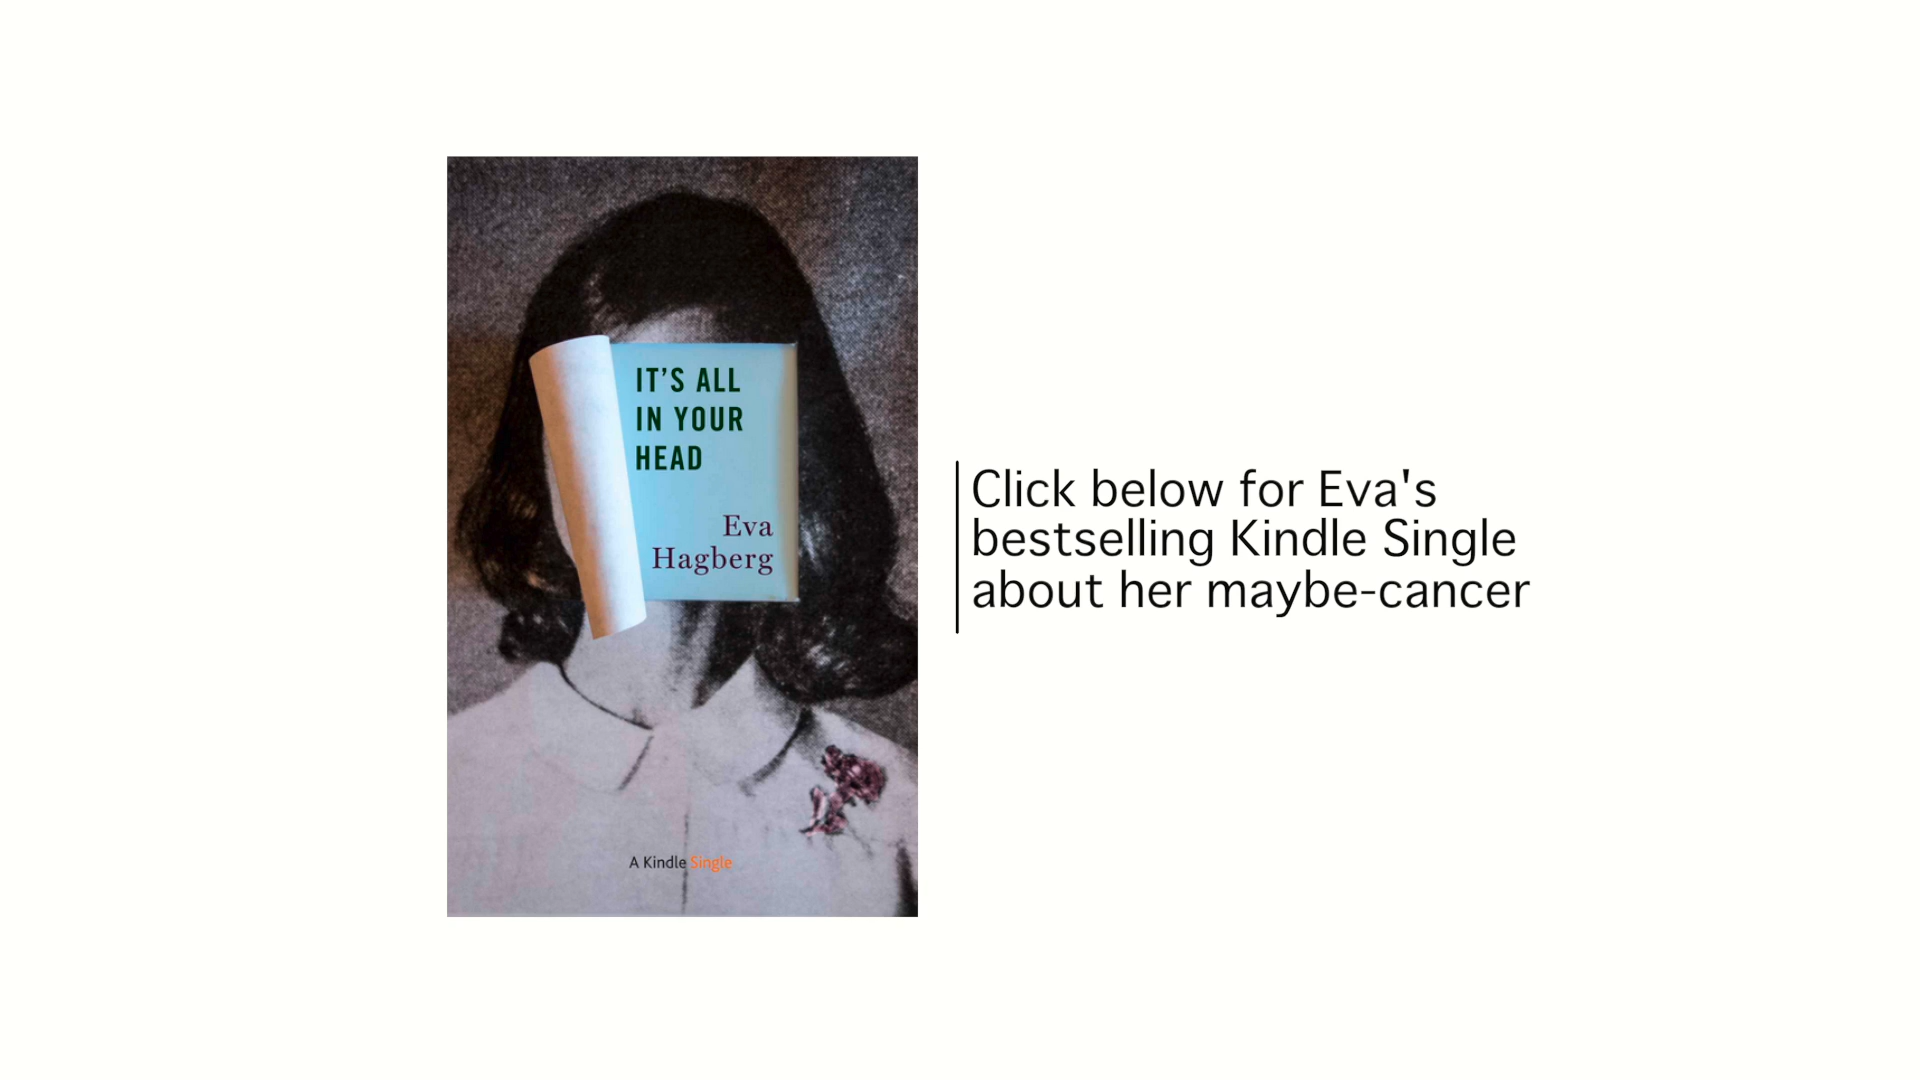 IT'S ALL
IN YOUR
HEAD
Eva
Hagberg
A Kindle Single
Click below for Eva's
bestselling Kindle Single
about her maybe-cancer